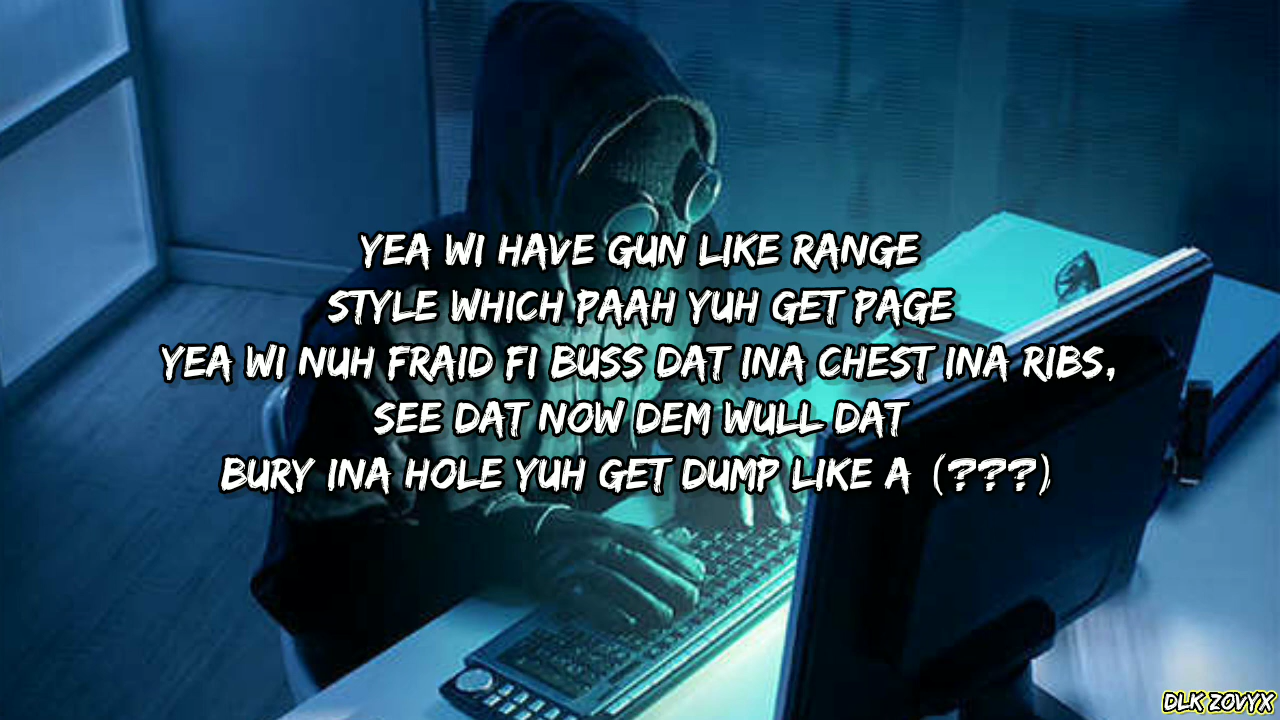 YEA WI HAVE GUN LIKE RANGE
STYLE WHICH PAAH YUH GET PAGE
YEA WI NUH FRAID FI BUSS DAT INA CHEST INA RIBS,
SEE DAT NOW DEM WULL DAT
BURY INA HOLE YUH GET DUMP LIKE A (???)
DLK ZOVYX